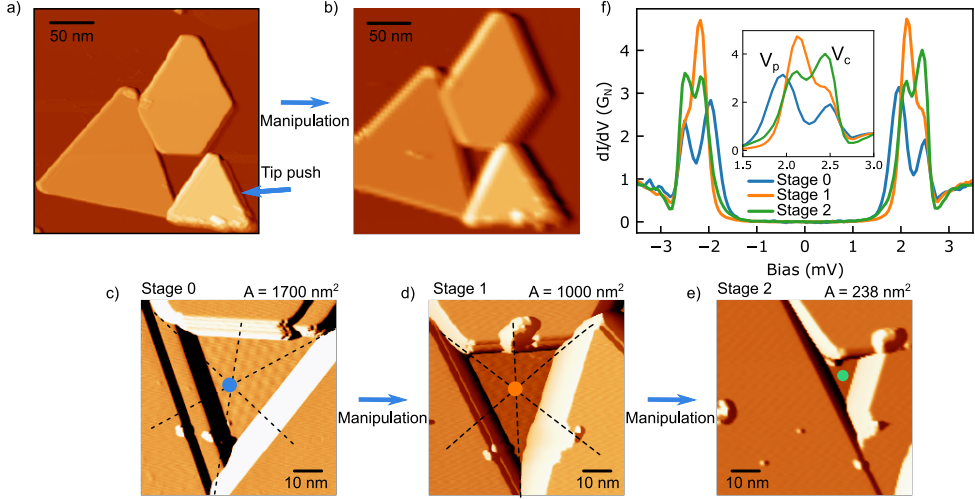 a)
50 nm
Manipulation
Tip push
b)
50 nm
f)
dI/dV (G_N)
4
3
2
1
0
−3 −2 −1 0 1 2 3
Bias (mV)
V_p
V_c
4
2
0
1.5 2.0 2.5 3.0
Stage 0
Stage 1
Stage 2
c)
Stage 0 A = 1700 nm²
10 nm
Manipulation
d)
Stage 1 A = 1000 nm²
10 nm
Manipulation
e)
Stage 2 A = 238 nm²
10 nm